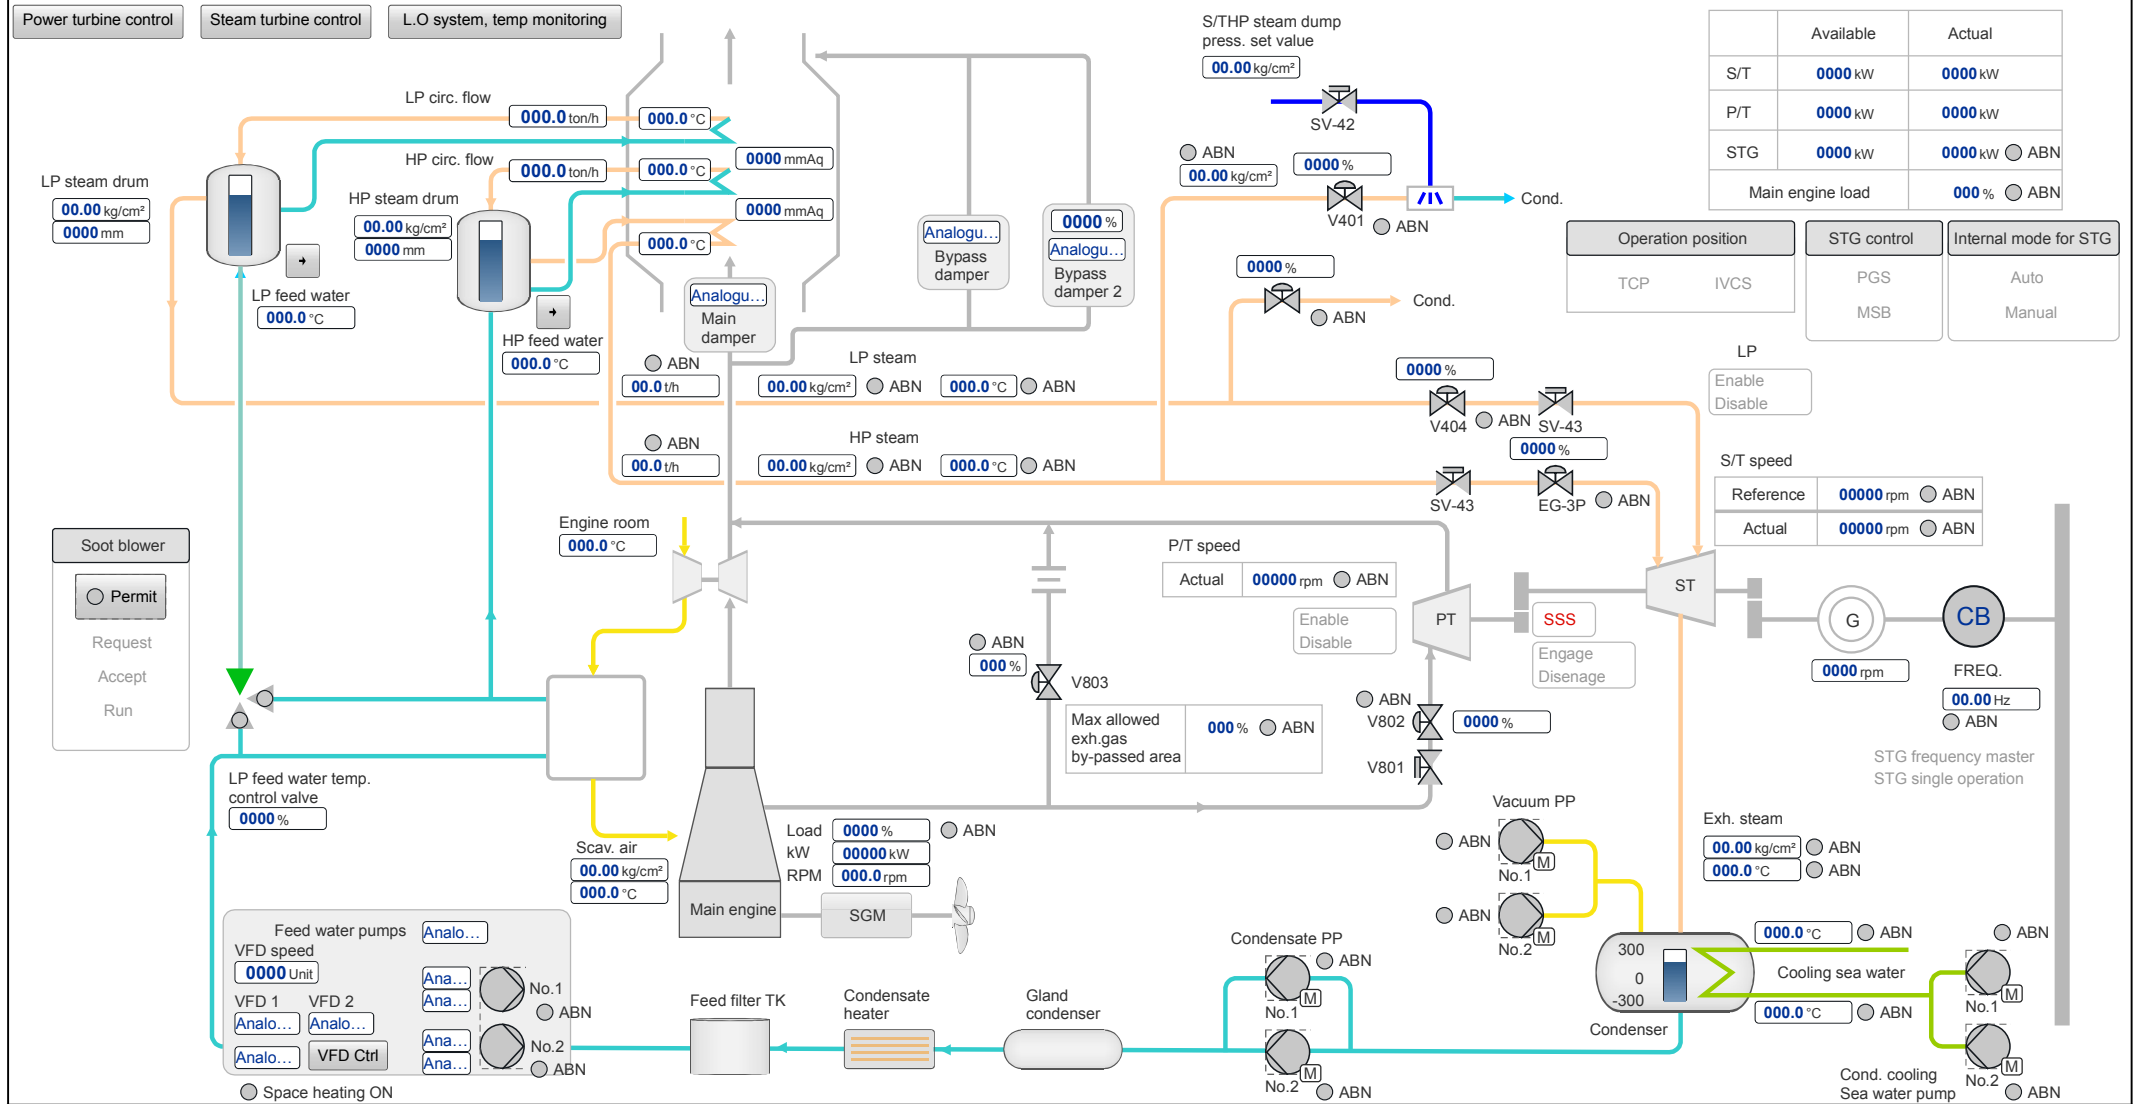 Power turbine control
Steam turbine control
L.O system, temp monitoring
S/THP steam dump
press. set value
00.00 kg/cm²
SV-42
Available
Actual
S/T
0000 kW
0000 kW
P/T
0000 kW
0000 kW
STG
0000 kW
0000 kW
ABN
Main engine load
000 %
ABN
LP circ. flow
000.0 ton/h
000.0 °C
0000 mmAq
HP circ. flow
000.0 ton/h
000.0 °C
0000 mmAq
000.0 °C
LP steam drum
00.00 kg/cm²
0000 mm
HP steam drum
00.00 kg/cm²
0000 mm
LP feed water
000.0 °C
HP feed water
000.0 °C
Analogu...
Main
damper
Analogu...
Bypass
damper
0000 %
Analogu...
Bypass
damper 2
ABN
00.00 kg/cm²
0000 %
V401
ABN
Cond.
0000 %
ABN
Cond.
Operation position
TCP
IVCS
STG control
PGS
MSB
Internal mode for STG
Auto
Manual
ABN
00.0 t/h
LP steam
00.00 kg/cm²
ABN
000.0 °C
ABN
0000 %
V404
ABN
SV-43
LP
Enable
Disable
ABN
00.0 t/h
HP steam
00.00 kg/cm²
ABN
000.0 °C
ABN
0000 %
SV-43
EG-3P
ABN
S/T speed
Reference
00000 rpm
ABN
Actual
00000 rpm
ABN
Soot blower
Permit
Request
Accept
Run
Engine room
000.0 °C
P/T speed
Actual
00000 rpm
ABN
Enable
Disable
PT
SSS
Engage
Disenage
ST
G
0000 rpm
CB
FREQ.
00.00 Hz
ABN
STG frequency master
STG single operation
ABN
000 %
V803
Max allowed
exh.gas
by-passed area
000 %
ABN
ABN
V802
0000 %
V801
LP feed water temp.
control valve
0000 %
Scav. air
00.00 kg/cm²
000.0 °C
Load
0000 %
ABN
kW
00000 kW
RPM
000.0 rpm
Main engine
SGM
Vacuum PP
ABN
M
No.1
ABN
M
No.2
Exh. steam
00.00 kg/cm²
ABN
000.0 °C
ABN
300
0
-300
Condenser
000.0 °C
ABN
Cooling sea water
000.0 °C
ABN
ABN
M
No.1
M
No.2
ABN
Cond. cooling
Sea water pump
Condensate PP
ABN
M
No.1
M
No.2
ABN
Gland
condenser
Condensate
heater
Feed filter TK
Feed water pumps
Analo...
VFD speed
0000 Unit
VFD 1
VFD 2
Analo...
Analo...
Analo...
VFD Ctrl
Ana...
Ana...
No.1
ABN
Ana...
Ana...
No.2
ABN
Space heating ON